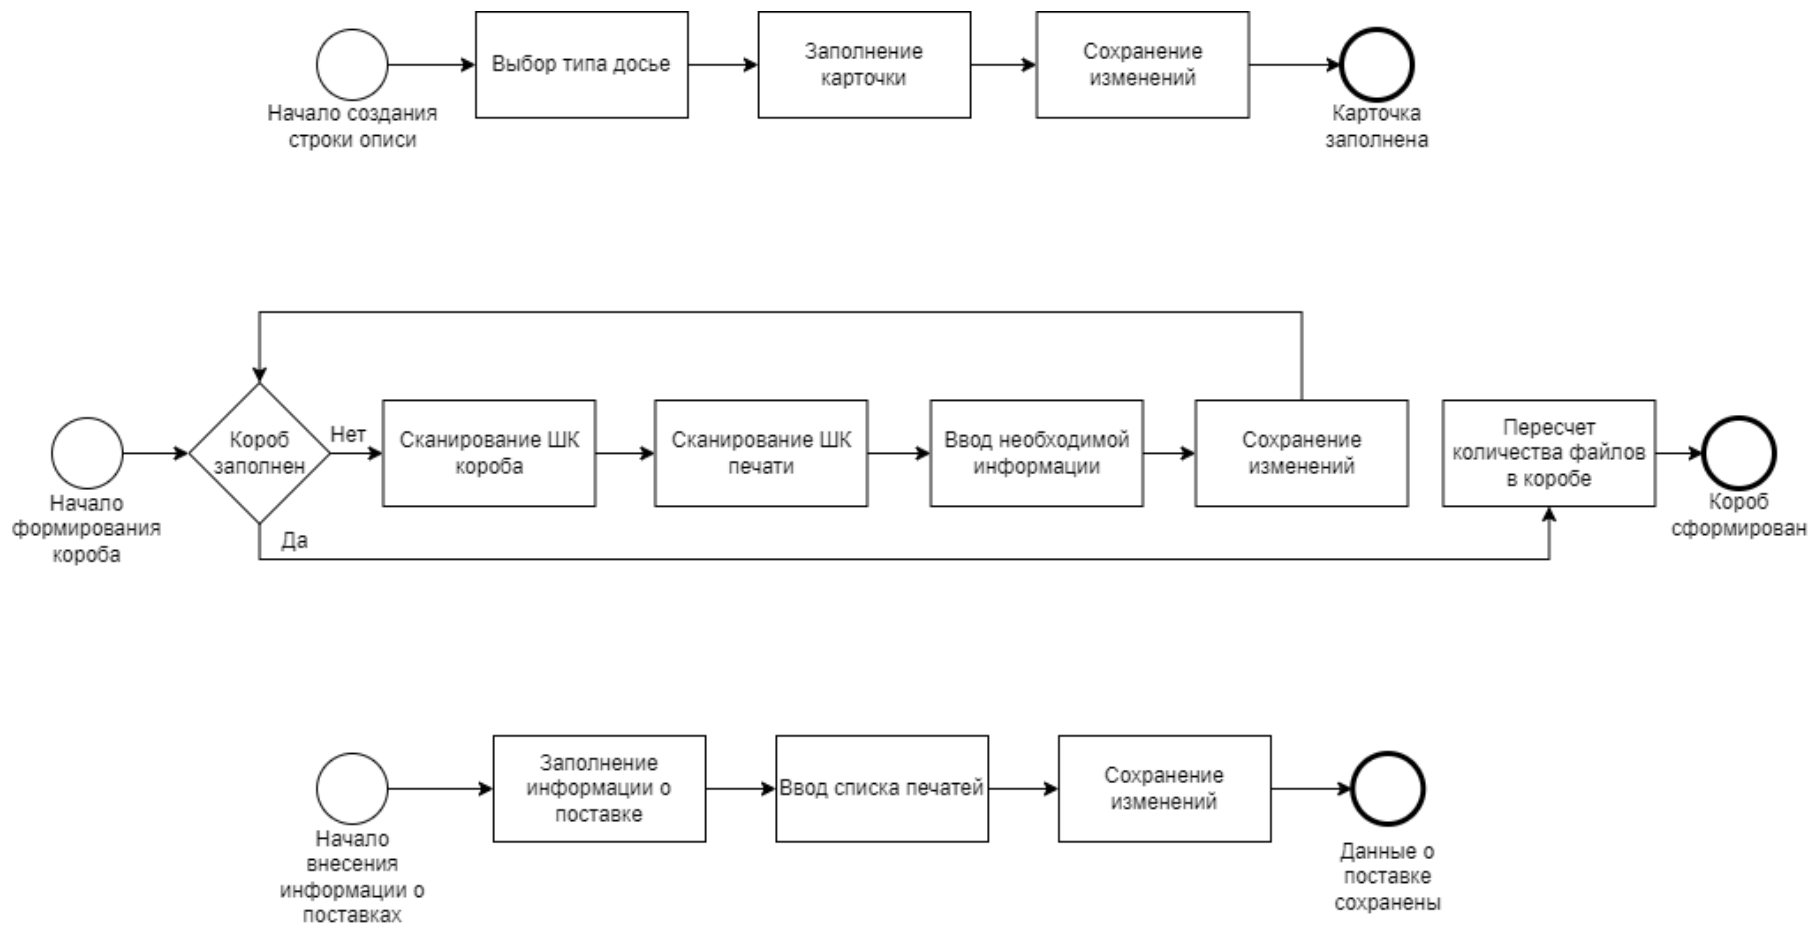 Выбор типа досье
Заполнение
карточки
Сохранение
изменений
Начало создания
строки описи
Карточка
заполнена
Короб
заполнен
Нет
Да
Сканирование ШК
короба
Сканирование ШК
печати
Ввод необходимой
информации
Сохранение
изменений
Пересчет
количества файлов
в коробе
Начало
формирования
короба
Короб
сформирован
Заполнение
информации о
поставке
Ввод списка печатей
Сохранение
изменений
Начало
внесения
информации о
поставках
Данные о
поставке
сохранены